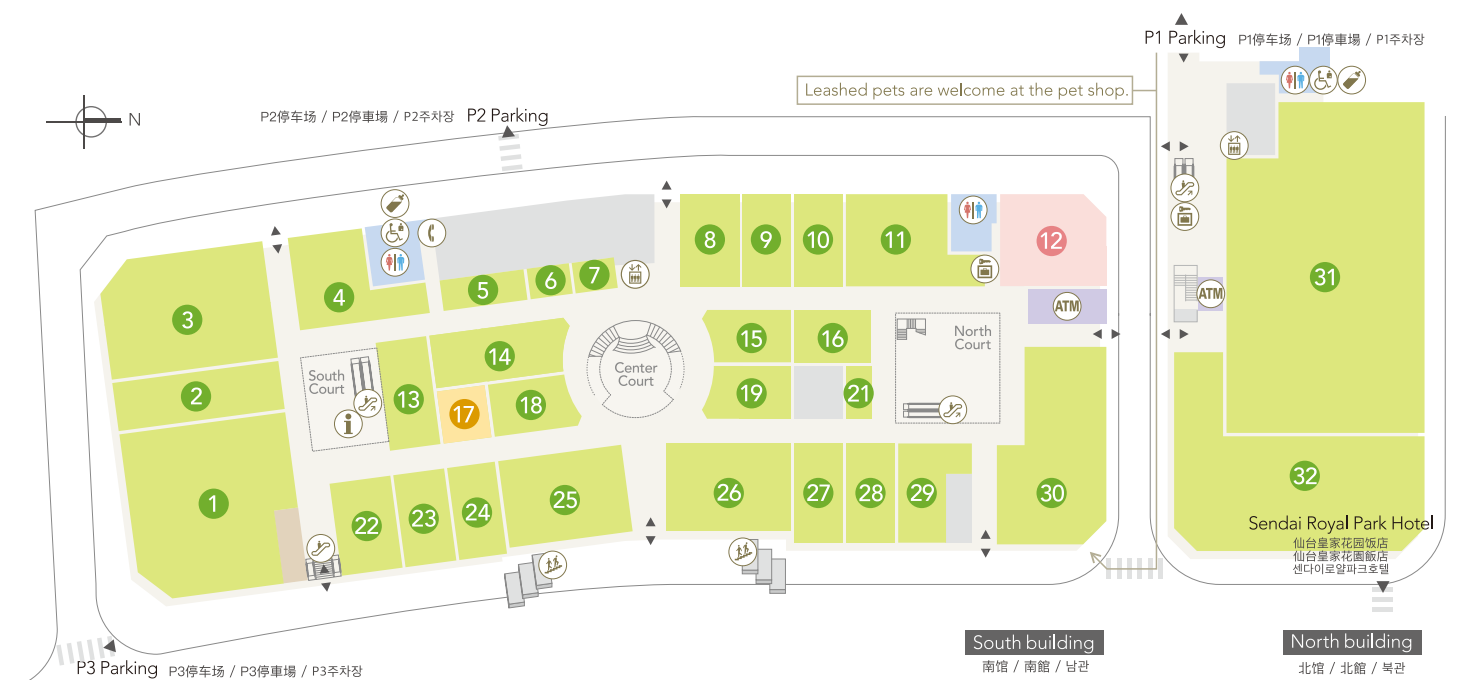 P1 Parking P1停车场 / P1停車場 / P1주차장
Leashed pets are welcome at the pet shop.
N
P2停车场 / P2停車場 / P2주차장 P2 Parking
8
9
10
11
12
3
4
5
6
7
31
ATM
ATM
14
15
16
North
Court
2
South
Court
13
Center
Court
17
18
19
21
i
1
22
23
24
25
26
27
28
29
30
32
Sendai Royal Park Hotel
仙台皇家花园饭店
仙台皇家花園飯店
센다이로얄파크호텔
P3 Parking P3停车场 / P3停車場 / P3주차장
South building
南馆 / 南館 / 남관
North building
北馆 / 北館 / 북관